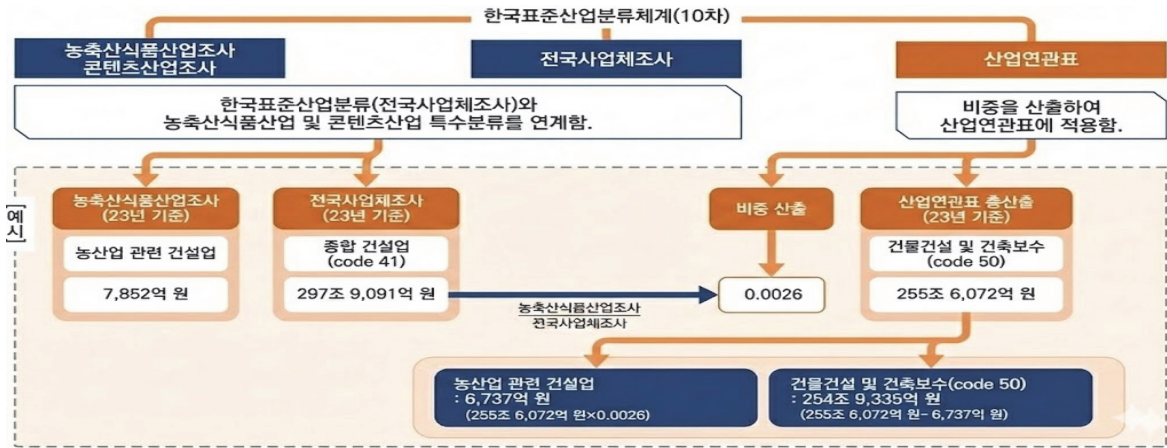 한국표준산업분류체계(10차)
농축산식품산업조사
콘텐츠산업조사
전국사업체조사
산업연관표
한국표준산업분류(전국사업체조사)와
농축산식품산업 및 콘텐츠산업 특수분류를 연계함.
비중을 산출하여
산업연관표에 적용함.
[예시]
농축산식품산업조사
(23년 기준)
농산업 관련 건설업
7,852억 원
전국사업체조사
(23년 기준)
종합 건설업
(code 41)
297조 9,091억 원
농축산식품산업조사
전국사업체조사
비중 산출
0.0026
산업연관표 총산출
(23년 기준)
건물건설 및 건축보수
(code 50)
255조 6,072억 원
농산업 관련 건설업
: 6,737억 원
(255조 6,072억 원×0.0026)
건물건설 및 건축보수(code 50)
: 254조 9,335억 원
(255조 6,072억 원- 6,737억 원)